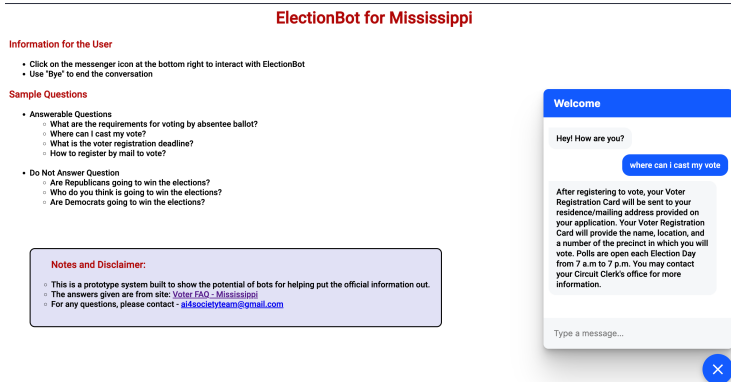 ElectionBot for Mississippi
Information for the User
Click on the messenger icon at the bottom right to interact with ElectionBot
Use "Bye" to end the conversation
Sample Questions
Answerable Questions
What are the requirements for voting by absentee ballot?
Where can I cast my vote?
What is the voter registration deadline?
How to register by mail to vote?
Do Not Answer Question
Are Republicans going to win the elections?
Who do you think is going to win the elections?
Are Democrats going to win the elections?
Notes and Disclaimer:
This is a prototype system built to show the potential of bots for helping put the official information out.
The answers given are from site: Voter FAQ - Mississippi
For any questions, please contact - ai4societyteam@gmail.com
Welcome
Hey! How are you?
where can i cast my vote
After registering to vote, your Voter
Registration Card will be sent to your
residence/mailing address provided on
your application. Your Voter Registration
Card will provide the name, location, and
a number of the precinct in which you will
vote. Polls are open each Election Day
from 7 a.m to 7 p.m. You may contact
your Circuit Clerk's office for more
information.
Type a message...